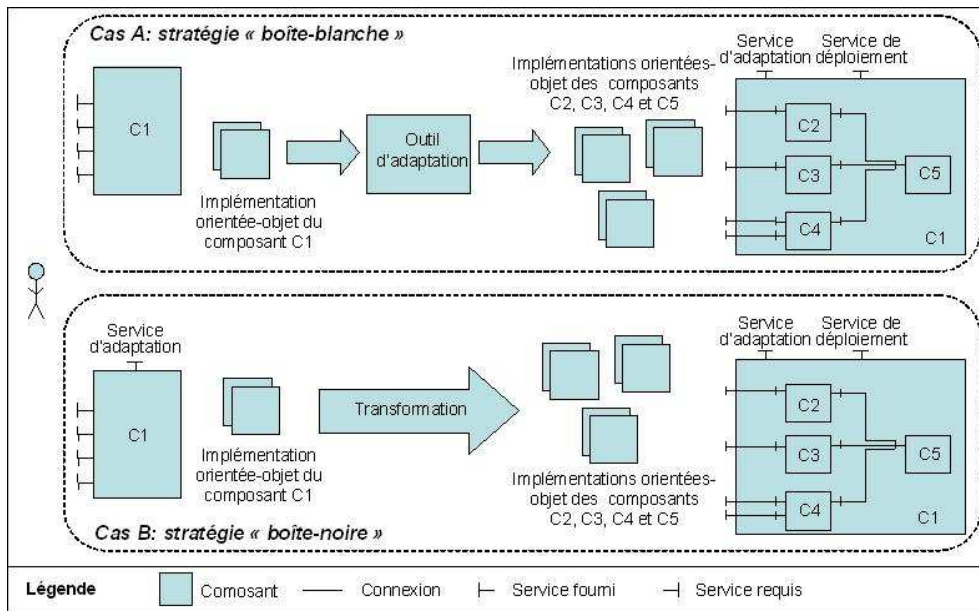 Cas A: stratégie « boîte-blanche »
C1
Implémentation
orientée-objet du
composant C1
Outil
d'adaptation
Implémentations orientées-
objet des composants
C2, C3, C4 et C5
Service
d'adaptation
Service de
déploiement
C2
C3
C4
C5
C1
Service
d'adaptation
C1
Implémentation
orientée-objet du
composant C1
Transformation
Implémentations orientées-
objet des composants
C2, C3, C4 et C5
Service
d'adaptation
Service de
déploiement
C2
C3
C4
C5
C1
Cas B: stratégie « boîte-noire »
Légende
Comosant
Connexion
Service fourni
Service requis